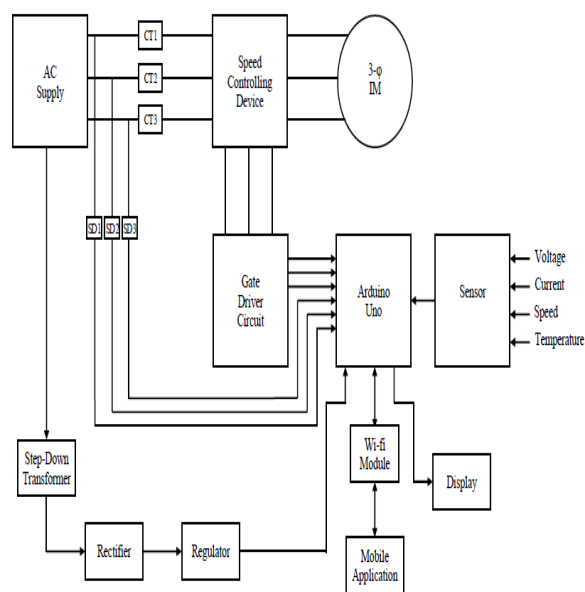 AC
Supply
CT1
CT2
CT3
Speed
Controlling
Device
3-φ
IM
SD1
SD2
SD3
Gate
Driver
Circuit
Arduino
Uno
Sensor
Voltage
Current
Speed
Temperature
Step-Down
Transformer
Wi-fi
Module
Display
Rectifier
Regulator
Mobile
Application